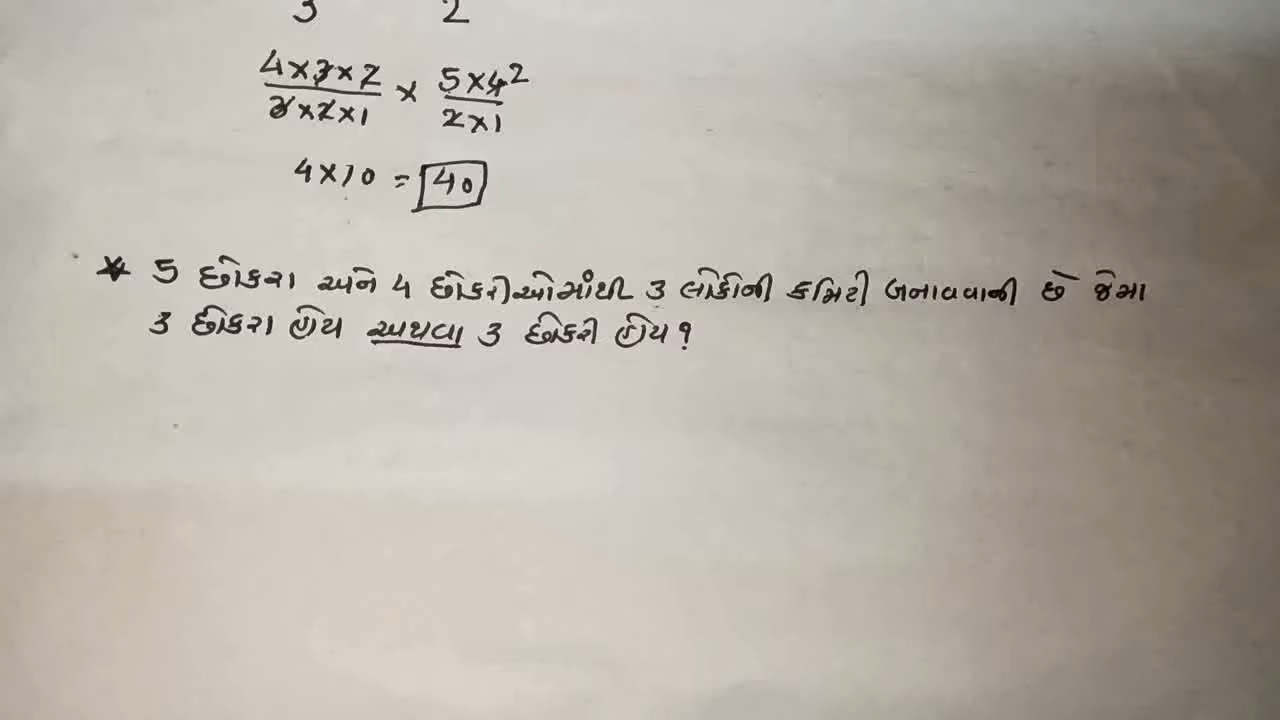 3 2
4×3×2 / 3×2×1 × 5×4² / 2×1
4×10 = 40
* 5 છોકરા અને 4 છોકરીઓમાંથી 3 લોકોની કમિટી બનાવવાની છે જેમા
3 છોકરા હોય અથવા 3 છોકરી હોય?